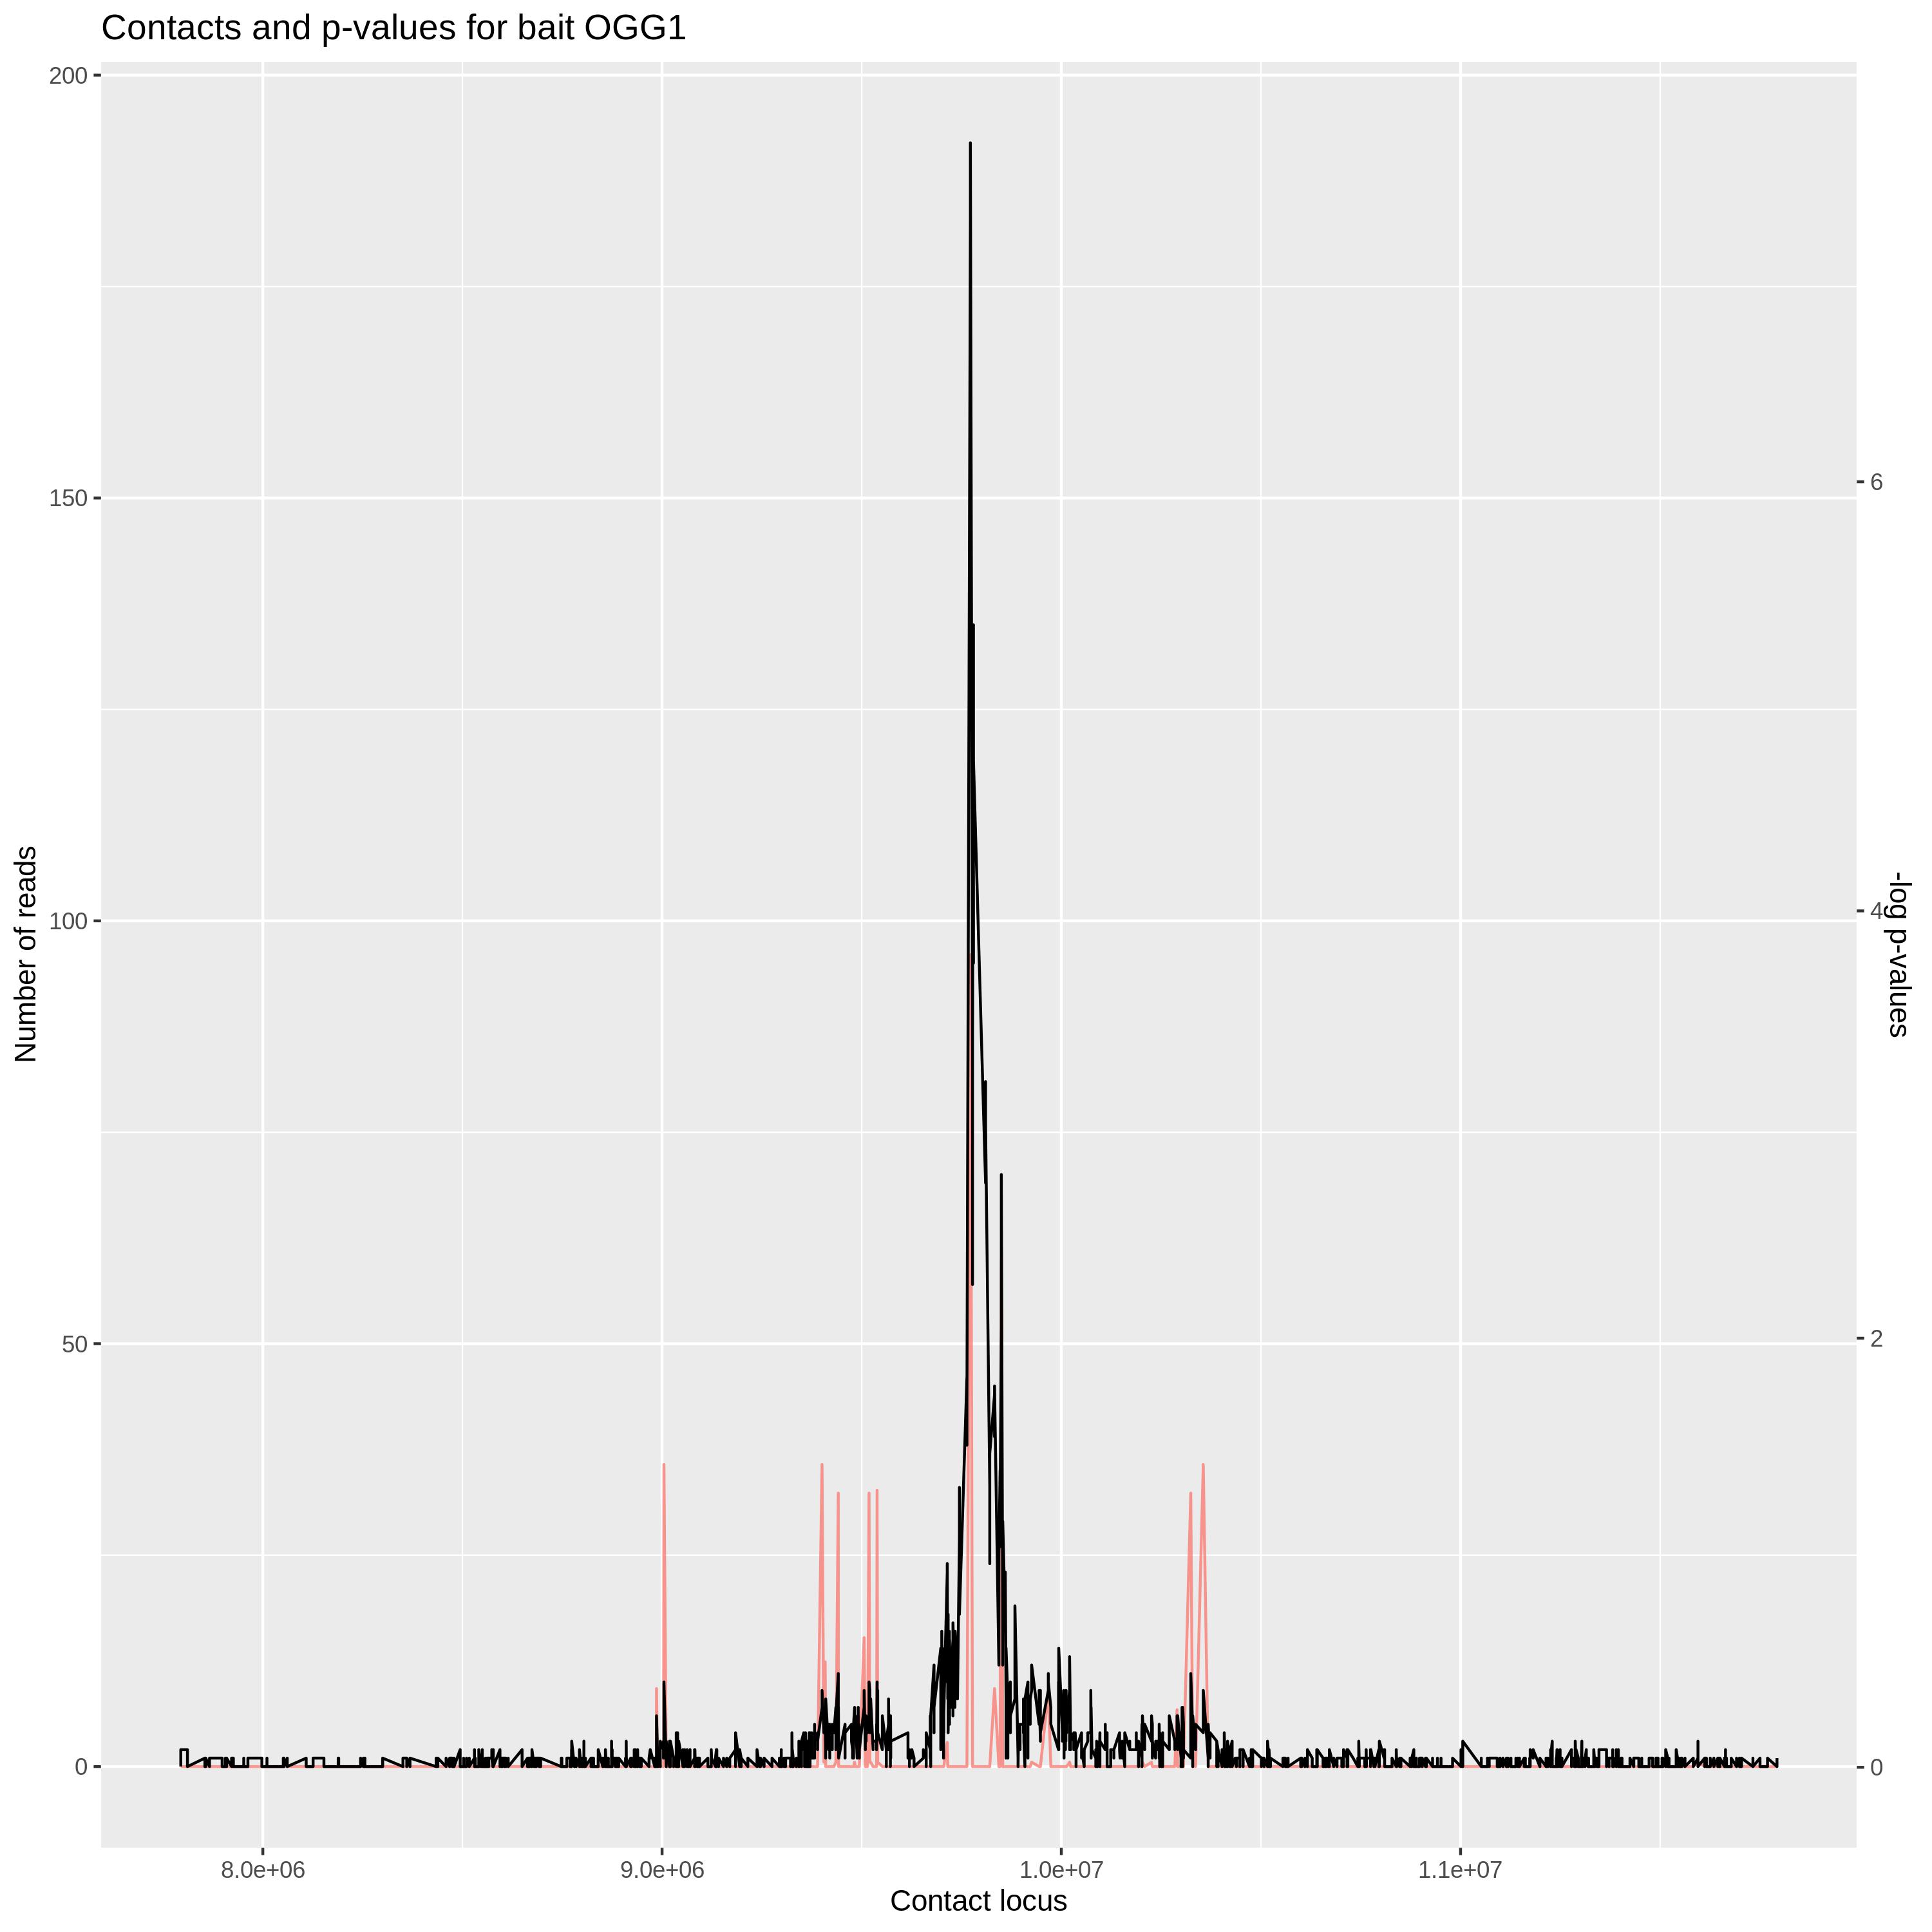 Contacts and p-values for bait OGG1
200
150
100
50
0
Number of reads
6
4
2
0
-log p-values
8.0e+06
9.0e+06
1.0e+07
1.1e+07
Contact locus